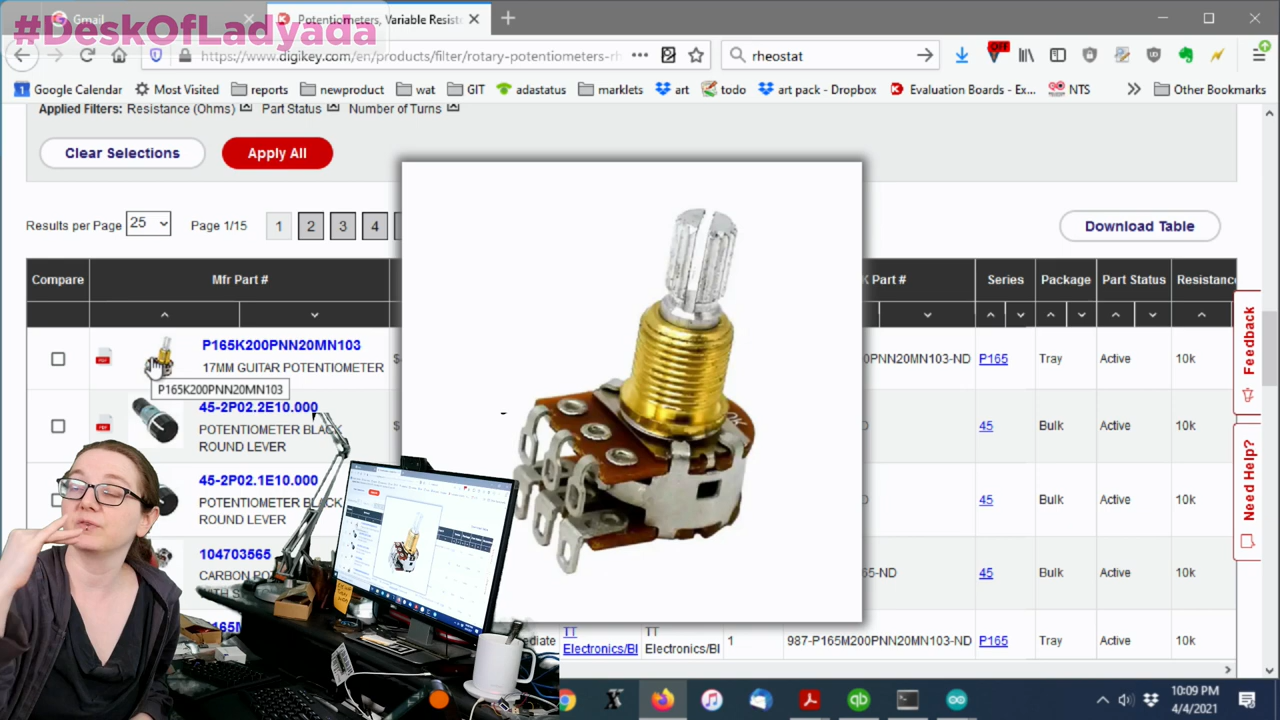 #DeskOfLadyada
Gmail
Potentiometers, Variable Resist
https://www.digikey.com/en/products/filter/rotary-potentiometers-rh
rheostat
OFF
Google Calendar
Most Visited
reports
newproduct
wat
GIT
adastatus
marklets
art
todo
art pack - Dropbox
Evaluation Boards - Ex...
NTS
Other Bookmarks
Applied Filters: Resistance (Ohms) Part Status Number of Turns
Clear Selections
Apply All
Results per Page 25
Page 1/15
1 2 3 4
Download Table
Compare
Mfr Part #
K Part #
Series
Package
Part Status
Resistance
P165K200PNN20MN103
17MM GUITAR POTENTIOMETER
$
0PNN20MN103-ND
P165
Tray
Active
10k
P165K200PNN20MN103
45-2P02.2E10.000
POTENTIOMETER BLACK
ROUND LEVER
45
Bulk
Active
10k
45-2P02.1E10.000
POTENTIOMETER BLACK
ROUND LEVER
45
Bulk
Active
10k
104703565
CARBON
65-ND
45
Bulk
Active
10k
TT
Electronics/BI
TT
Electronics/BI
1
987-P165M200PNN20MN103-ND
P165
Tray
Active
10k
Feedback
Need Help?
10:09 PM
4/4/2021